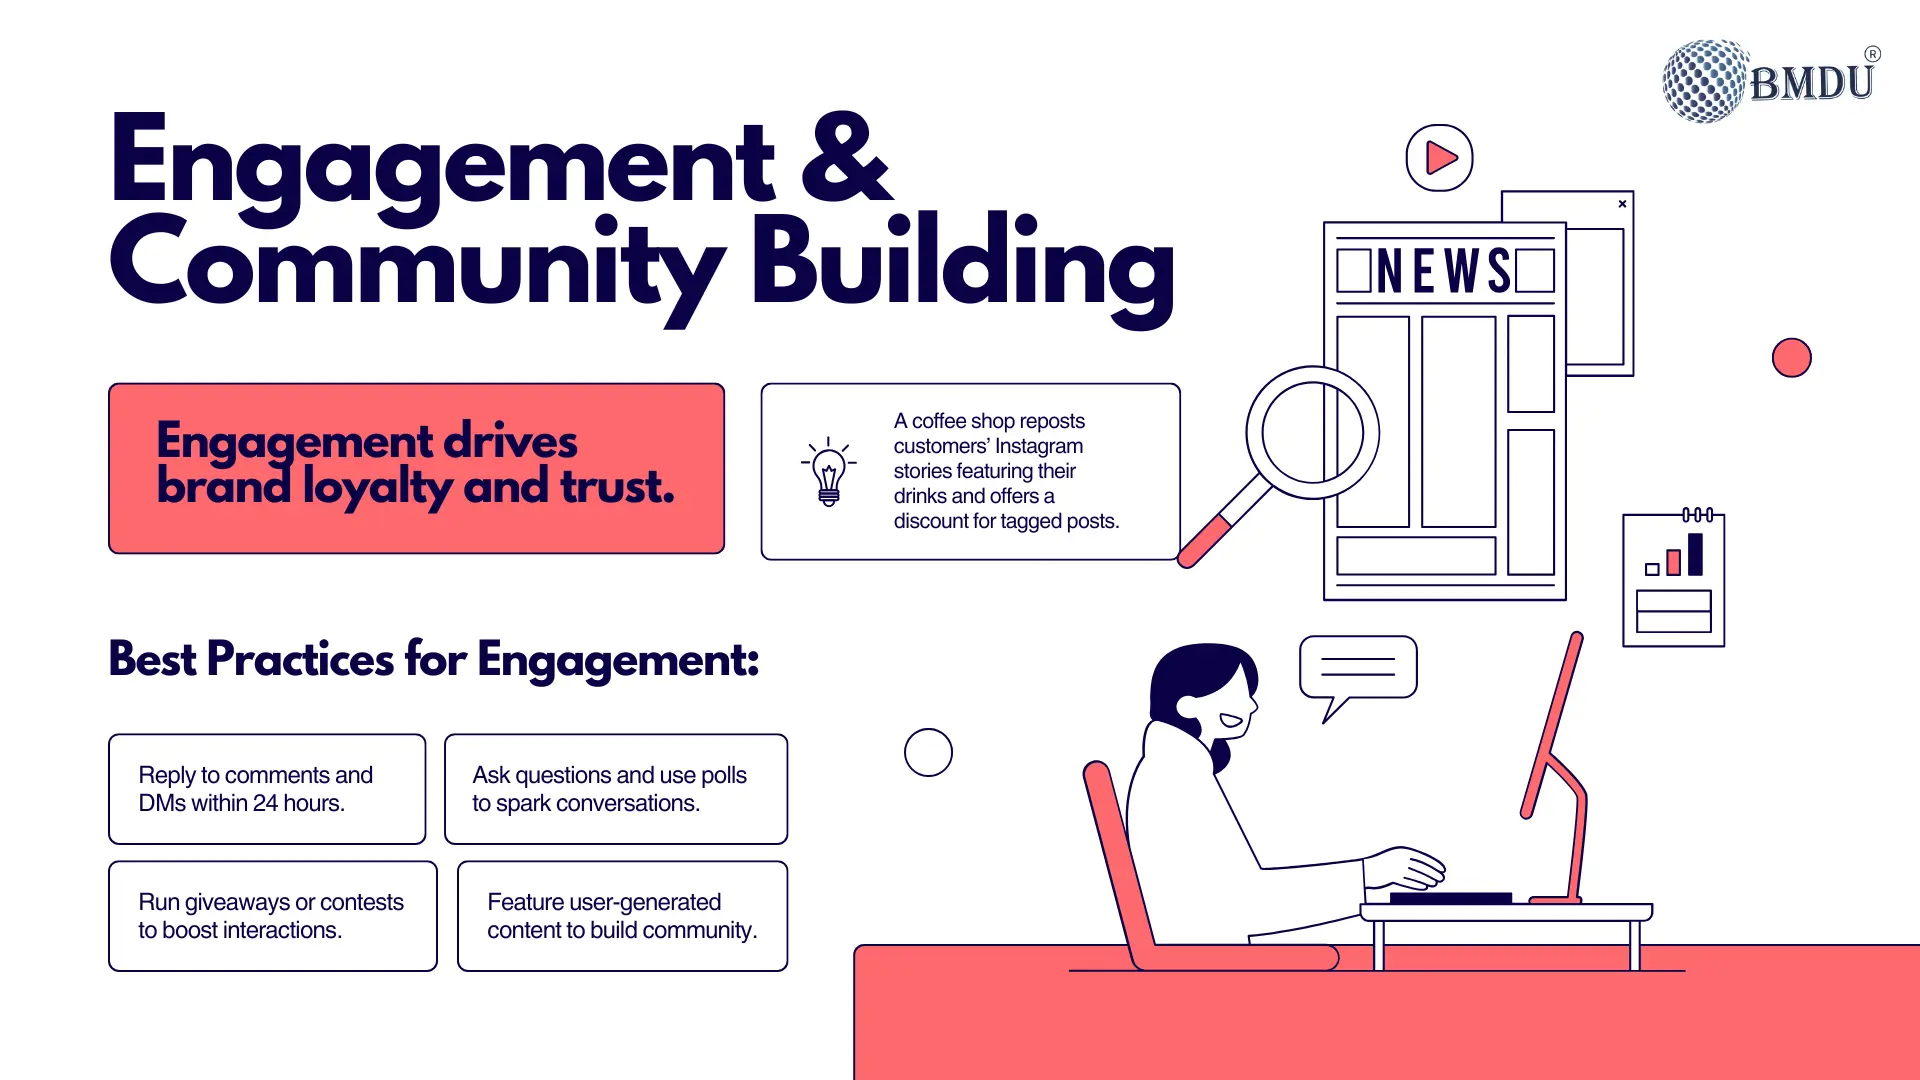 BMDU®
Engagement &
Community Building
NEWS
Engagement drives
brand loyalty and trust.
A coffee shop reposts
customers’ Instagram
stories featuring their
drinks and offers a
discount for tagged posts.
Best Practices for Engagement:
Reply to comments and
DMs within 24 hours.
Ask questions and use polls
to spark conversations.
Run giveaways or contests
to boost interactions.
Feature user-generated
content to build community.